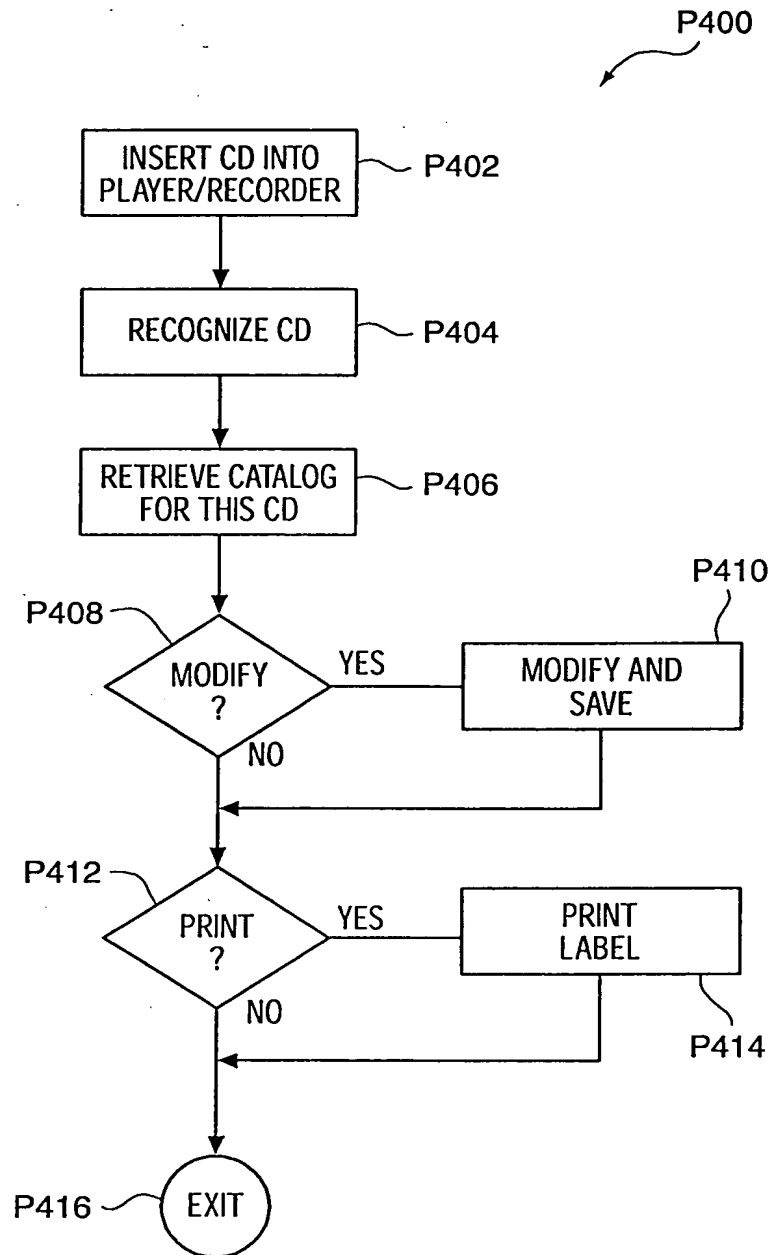 P400
INSERT CD INTO
PLAYER/RECORDER
P402
RECOGNIZE CD
P404
RETRIEVE CATALOG
FOR THIS CD
P406
P408
MODIFY
?
YES
NO
P410
MODIFY AND
SAVE
P412
PRINT
?
YES
NO
PRINT
LABEL
P414
P416
EXIT